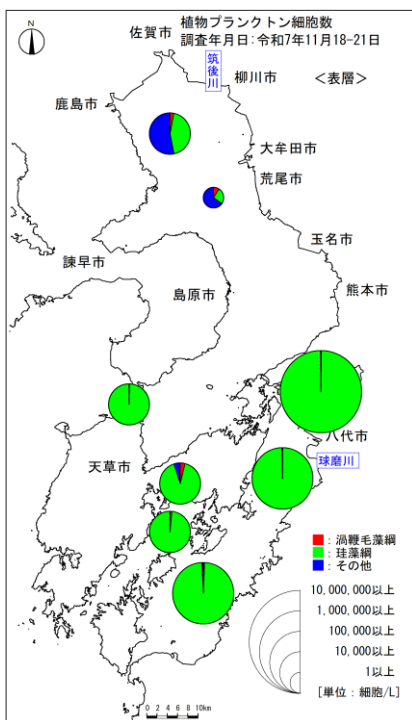 植物プランクトン細胞数
調査年月日:令和7年11月18-21日
<表層>
N
佐賀市
筑後川
柳川市
鹿島市
大牟田市
荒尾市
玉名市
諫早市
島原市
熊本市
八代市
球磨川
天草市
:渦鞭毛藻綱
:珪藻綱
:その他
10,000,000以上
1,000,000以上
100,000以上
10,000以上
1以上
[単位:細胞/L]
0 2 4 6 8 10km